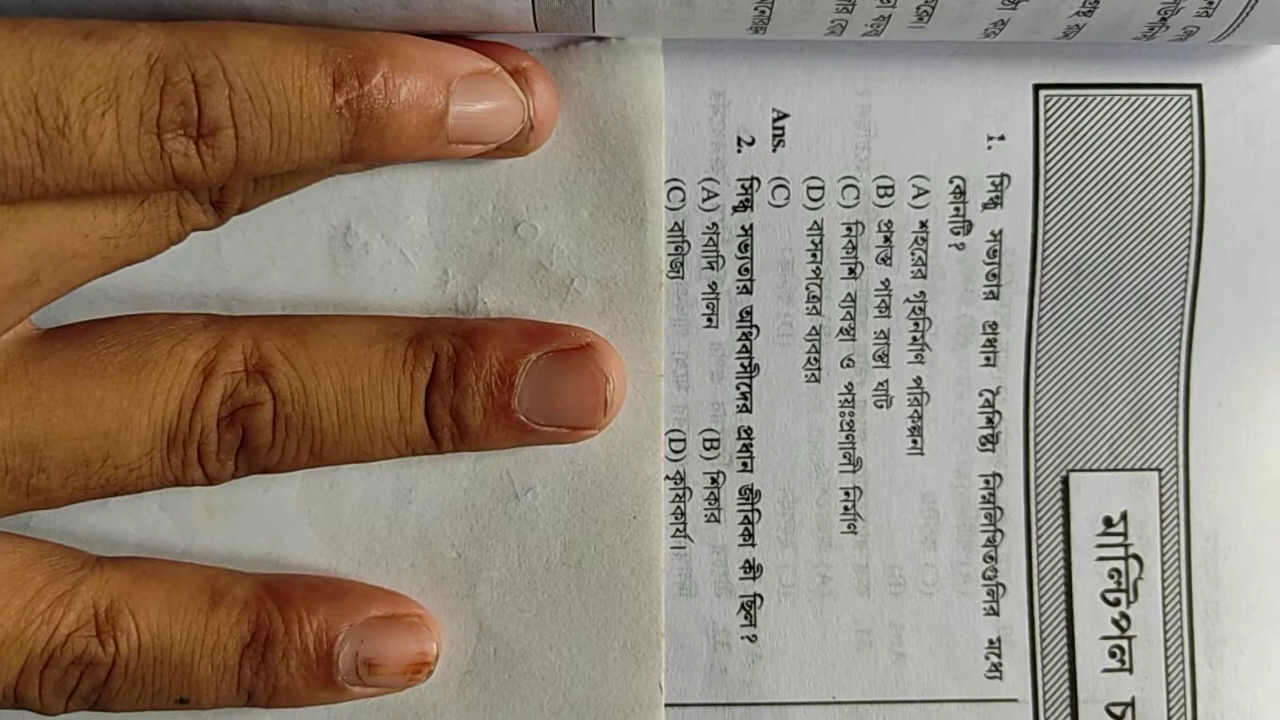 মাল্টিপল
1. সিন্ধু সভ্যতার প্রধান বৈশিষ্ট্য নিম্নলিখিতগুলির মধ্যে
কোনটি?
(A) শহরের গৃহনির্মাণ পরিকল্পনা
(B) প্রশস্ত পাকা রাস্তা ঘাট
(C) নিকাশি ব্যবস্থা ও পয়ঃপ্রণালী নির্মাণ
(D) বাসনপত্রের ব্যবহার
Ans. (C)
2. সিন্ধু সভ্যতার অধিবাসীদের প্রধান জীবিকা কী ছিল?
(A) গবাদি পালন (B) শিকার
(C) বাণিজ্য (D) কৃষিকার্য।